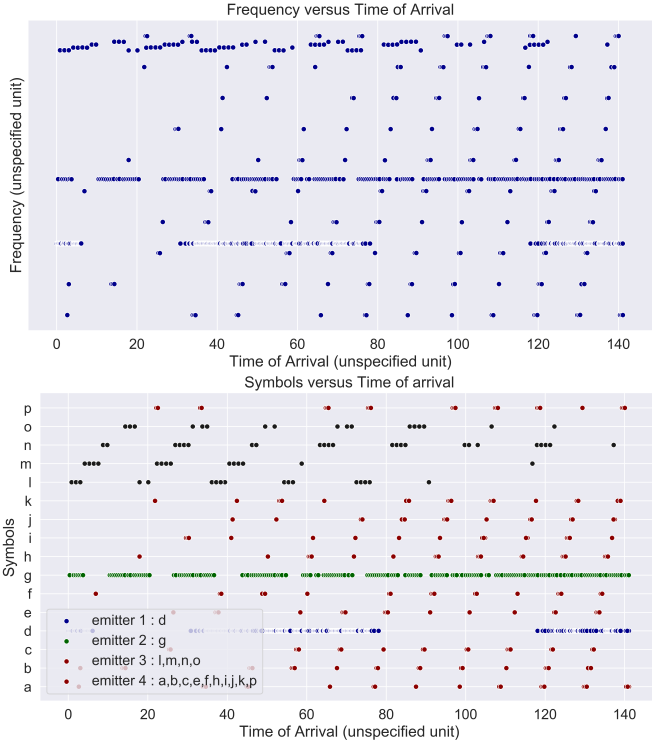 Frequency versus Time of Arrival
Frequency (unspecified unit)
0 20 40 60 80 100 120 140
Time of Arrival (unspecified unit)
Symbols versus Time of arrival
Symbols
p
o
n
m
l
k
j
i
h
g
f
e
d
c
b
a
emitter 1 : d
emitter 2 : g
emitter 3 : l,m,n,o
emitter 4 : a,b,c,e,f,h,i,j,k,p
0 20 40 60 80 100 120 140
Time of Arrival (unspecified unit)